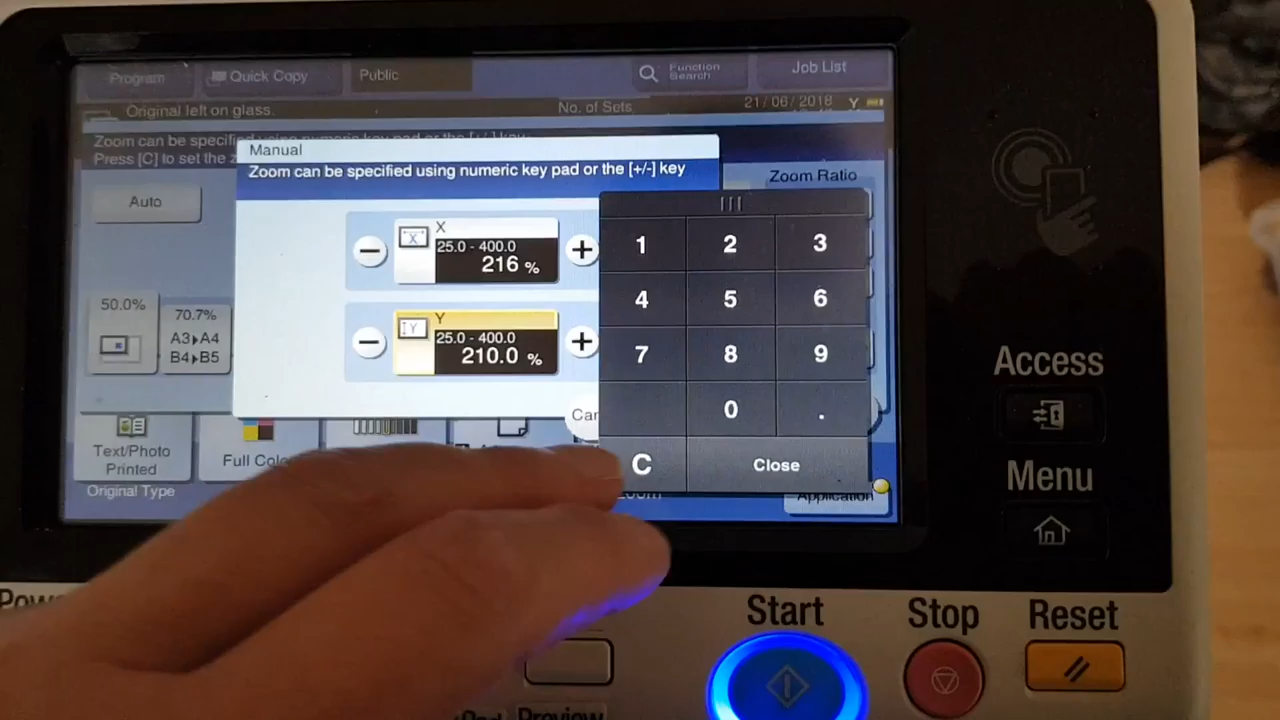 Program
Quick Copy
Public
Function
Search
Job List
Original left on glass.
No. of Sets
21/06/2018
Y
Zoom can be specified using numeric key pad or the [+/-] key
Press [C] to set the z
Manual
Zoom can be specified using numeric key pad or the [+/-] key
Zoom Ratio
Auto
X
25.0 - 400.0
216 %
Y
25.0 - 400.0
210.0 %
1 2 3
4 5 6
7 8 9
0 .
C Close
50.0%
70.7%
A3▸A4
B4▸B5
Text/Photo
Printed
Original Type
Full Colo
Zoom
Application
Access
Menu
Start
Stop
Reset
Preview